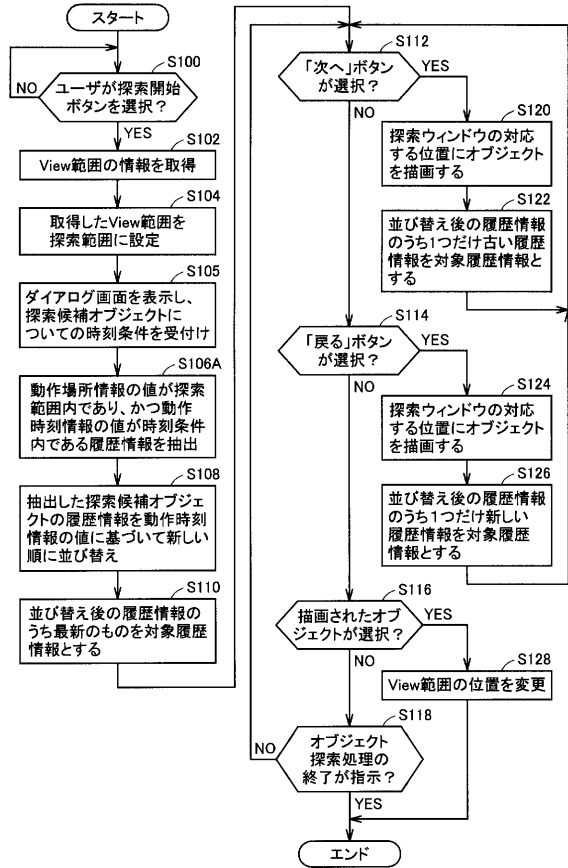 スタート
S100
ユーザが探索開始
ボタンを選択？
NO
YES
S102
View範囲の情報を取得
S104
取得したView範囲を
探索範囲に設定
S105
ダイアログ画面を表示し、
探索候補オブジェクトに
ついての時刻条件を受付け
S106A
動作場所情報の値が探索
範囲内であり、かつ動作
時刻情報の値が時刻条件
内である履歴情報を抽出
S108
抽出した探索候補オブジェ
クトの履歴情報を動作時刻
情報の値に基づいて新しい
順に並び替え
S110
並び替え後の履歴情報の
うち最新のものを対象履歴
情報とする
S112
「次へ」ボタン
が選択？
YES
NO
S120
探索ウィンドウの対応
する位置にオブジェクト
を描画する
S122
並び替え後の履歴情報
のうち1つだけ古い履歴
情報を対象履歴情報と
する
S114
「戻る」ボタン
が選択？
YES
NO
S124
探索ウィンドウの対応
する位置にオブジェクト
を描画する
S126
並び替え後の履歴情報
のうち1つだけ新しい
履歴情報を対象履歴
情報とする
S116
描画されたオブ
ジェクトが選択？
YES
NO
S128
View範囲の位置を変更
S118
オブジェクト
探索処理の
終了が指示？
NO
YES
エンド